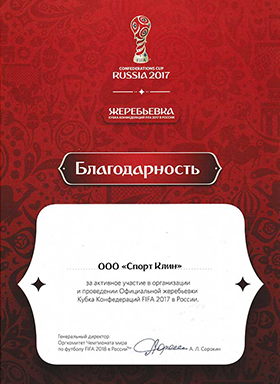 CONFEDERATIONS CUP
RUSSIA 2017
ЖЕРЕБЬЕВКА
КУБКА КОНФЕДЕРАЦИЙ FIFA 2017 В РОССИИ
Благодарность
ООО «Спорт Клин»
за активное участие в организации
и проведении Официальной жеребьевки
Кубка Конфедераций FIFA 2017 в России.
Генеральный директор
Оргкомитет Чемпионата мира
по футболу FIFA 2018 в России™
А. Л. Сорокин